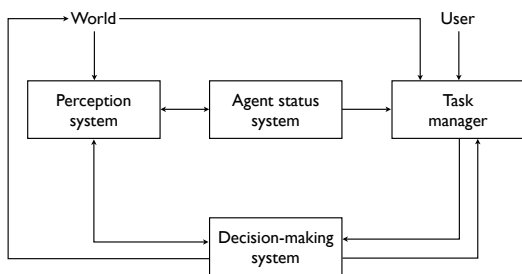 World
User
Perception
system
Agent status
system
Task
manager
Decision-making
system